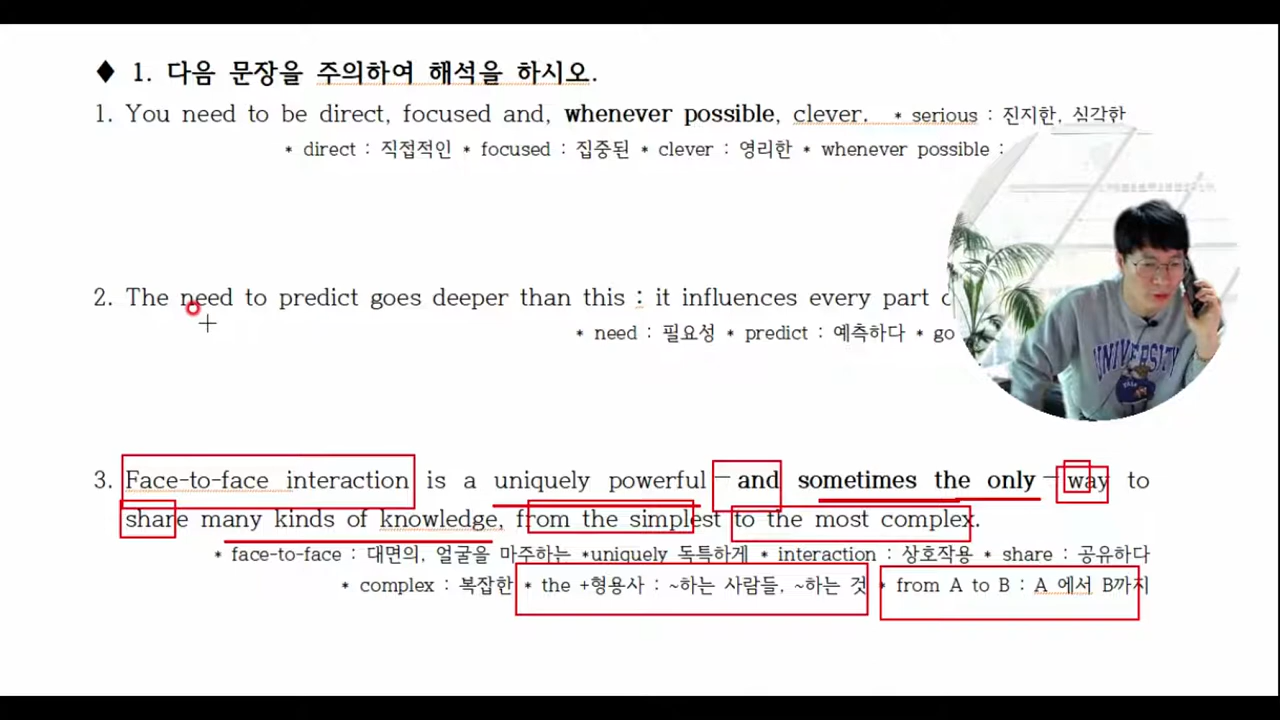 ◆ 1. 다음 문장을 주의하여 해석을 하시오.
1. You need to be direct, focused and, whenever possible, clever. * serious : 진지한, 심각한
* direct : 직접적인 * focused : 집중된 * clever : 영리한 * whenever possible :
2. The need to predict goes deeper than this : it influences every part
* need : 필요성 * predict : 예측하다 * go
3. Face-to-face interaction is a uniquely powerful — and sometimes the only — way to
share many kinds of knowledge, from the simplest to the most complex.
* face-to-face : 대면의, 얼굴을 마주하는 *uniquely 독특하게 * interaction : 상호작용 * share : 공유하다
* complex : 복잡한 * the +형용사 : ~하는 사람들, ~하는 것 * from A to B : A 에서 B까지
UNIVERSITY